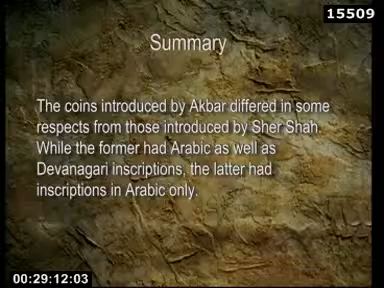 15509
Summary
The coins introduced by Akbar differed in some
respects from those introduced by Sher Shah.
While the former had Arabic as well as
Devanagari inscriptions, the latter had
inscriptions in Arabic only.
00:29:12:03